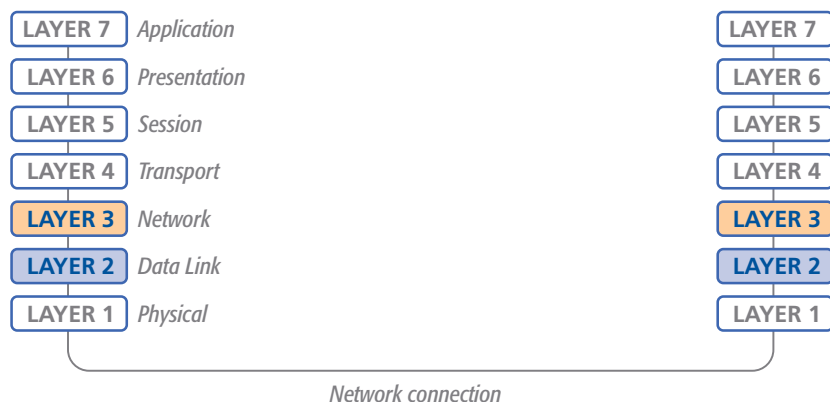 LAYER 7 Application LAYER 7
LAYER 6 Presentation LAYER 6
LAYER 5 Session LAYER 5
LAYER 4 Transport LAYER 4
LAYER 3 Network LAYER 3
LAYER 2 Data Link LAYER 2
LAYER 1 Physical LAYER 1
Network connection